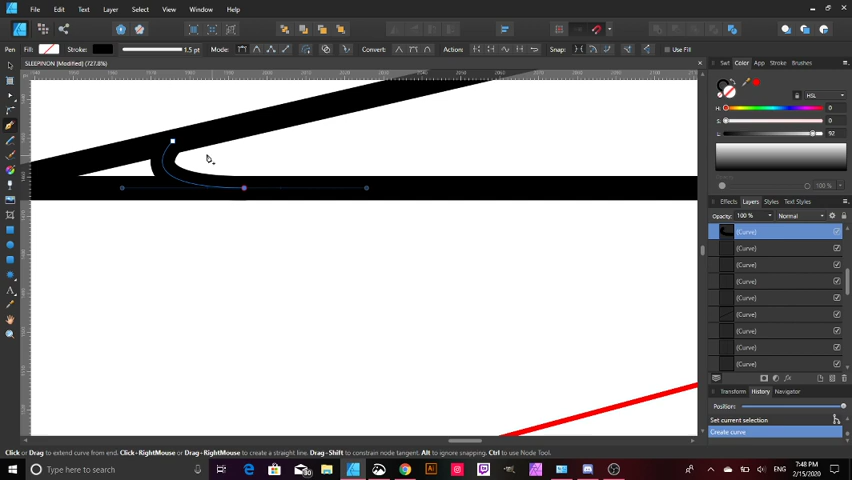 File Edit Text Layer Select View Window Help
Pen Fill: Stroke: 1.5 pt Mode: Convert: Action: Snap: Use Fill
SLEEPINON (Modified) (727.8%)
Swt Color App Stroke Brushes
HSL
H: 0
S: 0
L: 92
100 %
Effects Layers Styles Text Styles
Opacity: 100 % Normal
(Curve)
(Curve)
(Curve)
(Curve)
(Curve)
(Curve)
(Curve)
(Curve)
(Curve)
Transform History Navigator
Position:
Set current selection
Create curve
Click or Drag to extend curve from end. Click+RightMouse or Drag+RightMouse to create a straight line. Drag+Shift to constrain node tangent. Alt to ignore snapping. Ctrl to use Node Tool.
Type here to search
7:48 PM
2/15/2020